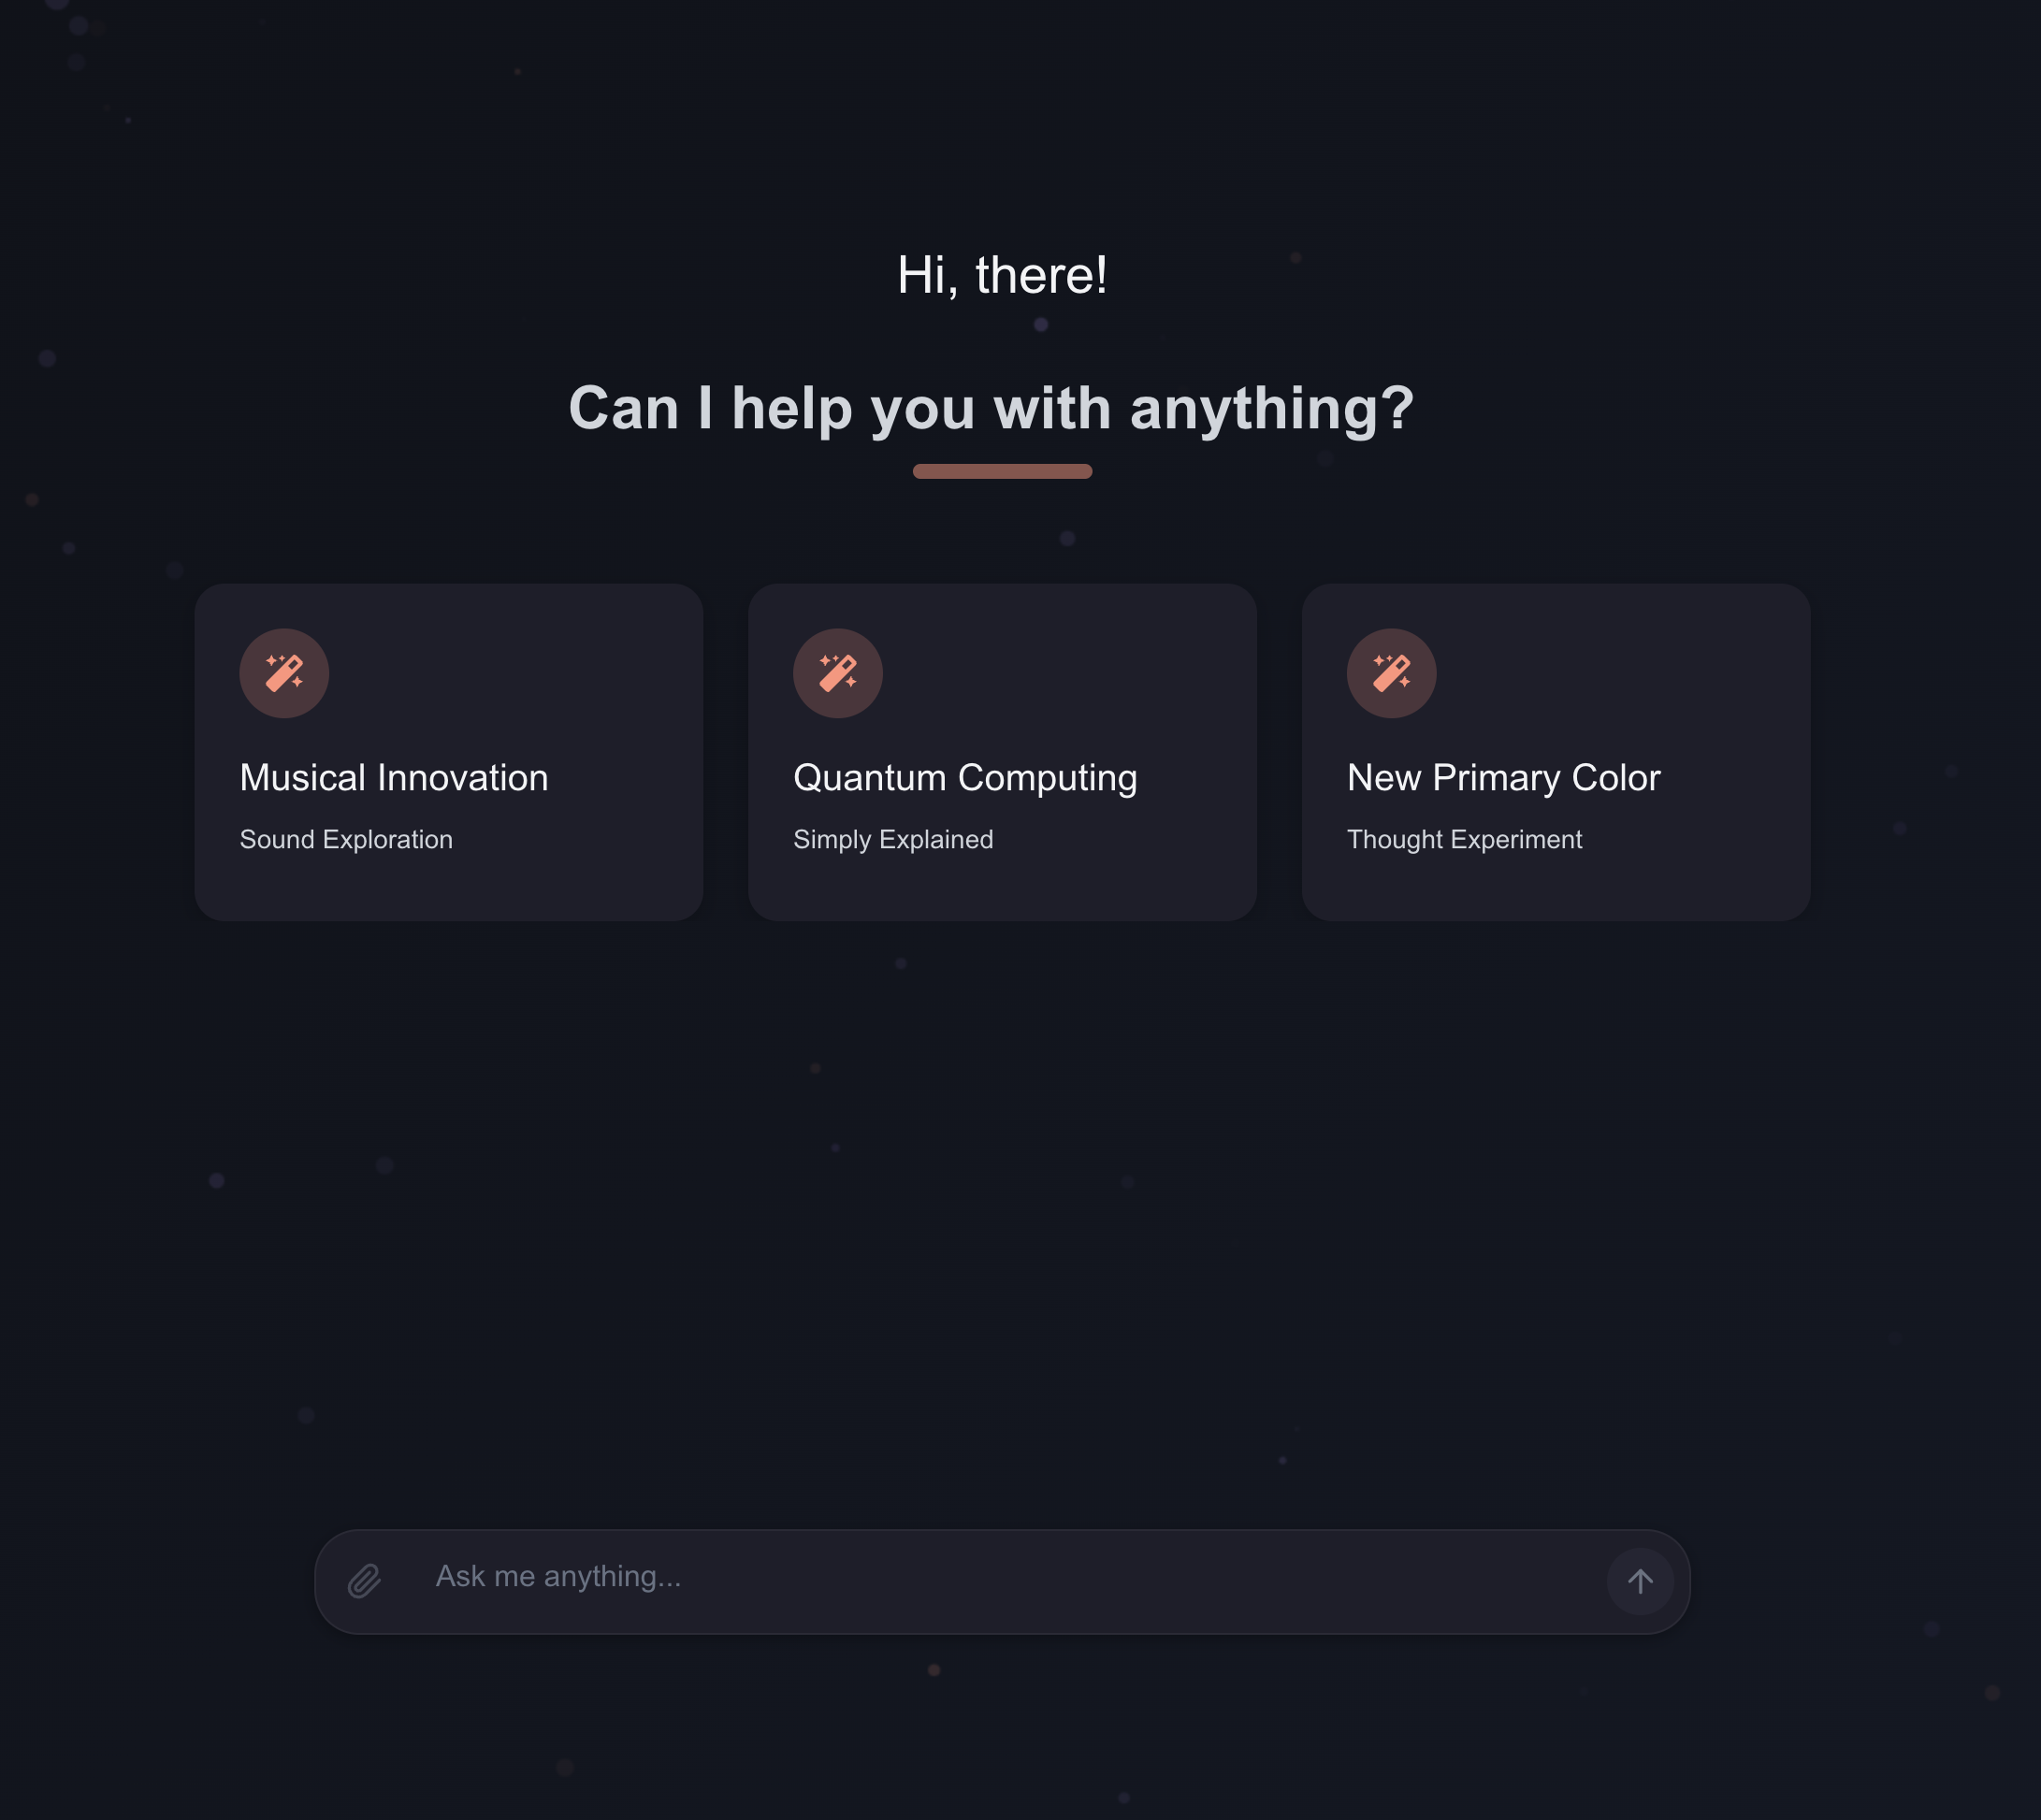 Hi, there!
Can I help you with anything?
Musical Innovation
Sound Exploration
Quantum Computing
Simply Explained
New Primary Color
Thought Experiment
Ask me anything...